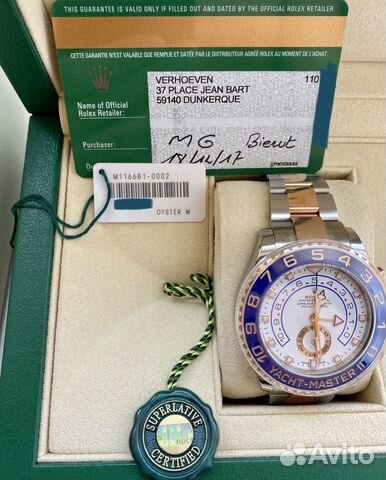 THIS GUARANTEE IS VALID ONLY IF FILLED OUT AND DATED BY THE OFFICIAL ROLEX RETAILER.
CETTE GARANTIE N'EST VALABLE QUE REMPLIE ET DATÉE PAR LE DISTRIBUTEUR AGRÉÉ ROLEX AU MOMENT DE L'ACHAT.
Name of Official
Rolex Retailer:
VERHOEVEN
37 PLACE JEAN BART
59140 DUNKERQUE
110
Purchaser:
MG
M116681-0002
OYSTER M
SUPERLATIVE
CERTIFIED
YACHT-MASTER II
Avito